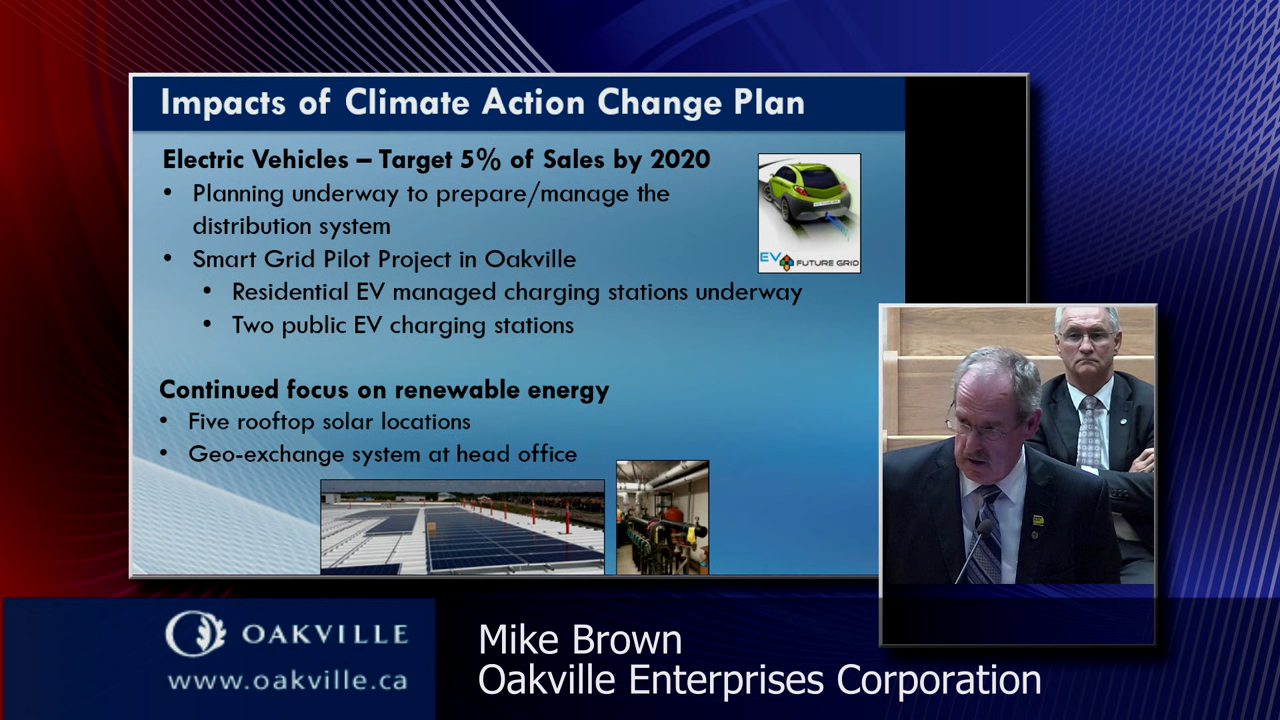 Impacts of Climate Action Change Plan
Electric Vehicles – Target 5% of Sales by 2020
• Planning underway to prepare/manage the
distribution system
• Smart Grid Pilot Project in Oakville
• Residential EV managed charging stations underway
• Two public EV charging stations
EV FUTURE GRID
Continued focus on renewable energy
• Five rooftop solar locations
• Geo-exchange system at head office
OAKVILLE
www.oakville.ca
Mike Brown
Oakville Enterprises Corporation